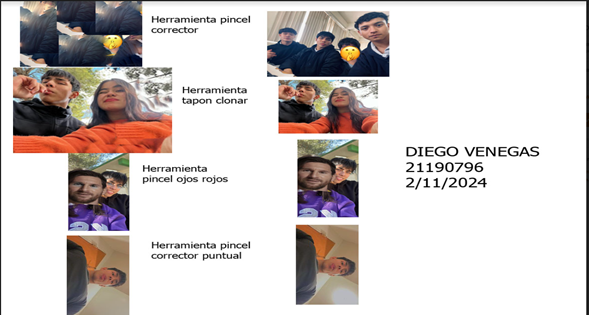 Herramienta pincel
corrector
Herramienta
tapon clonar
DIEGO VENEGAS
21190796
2/11/2024
Herramienta
pincel ojos rojos
Herramienta pincel
corrector puntual